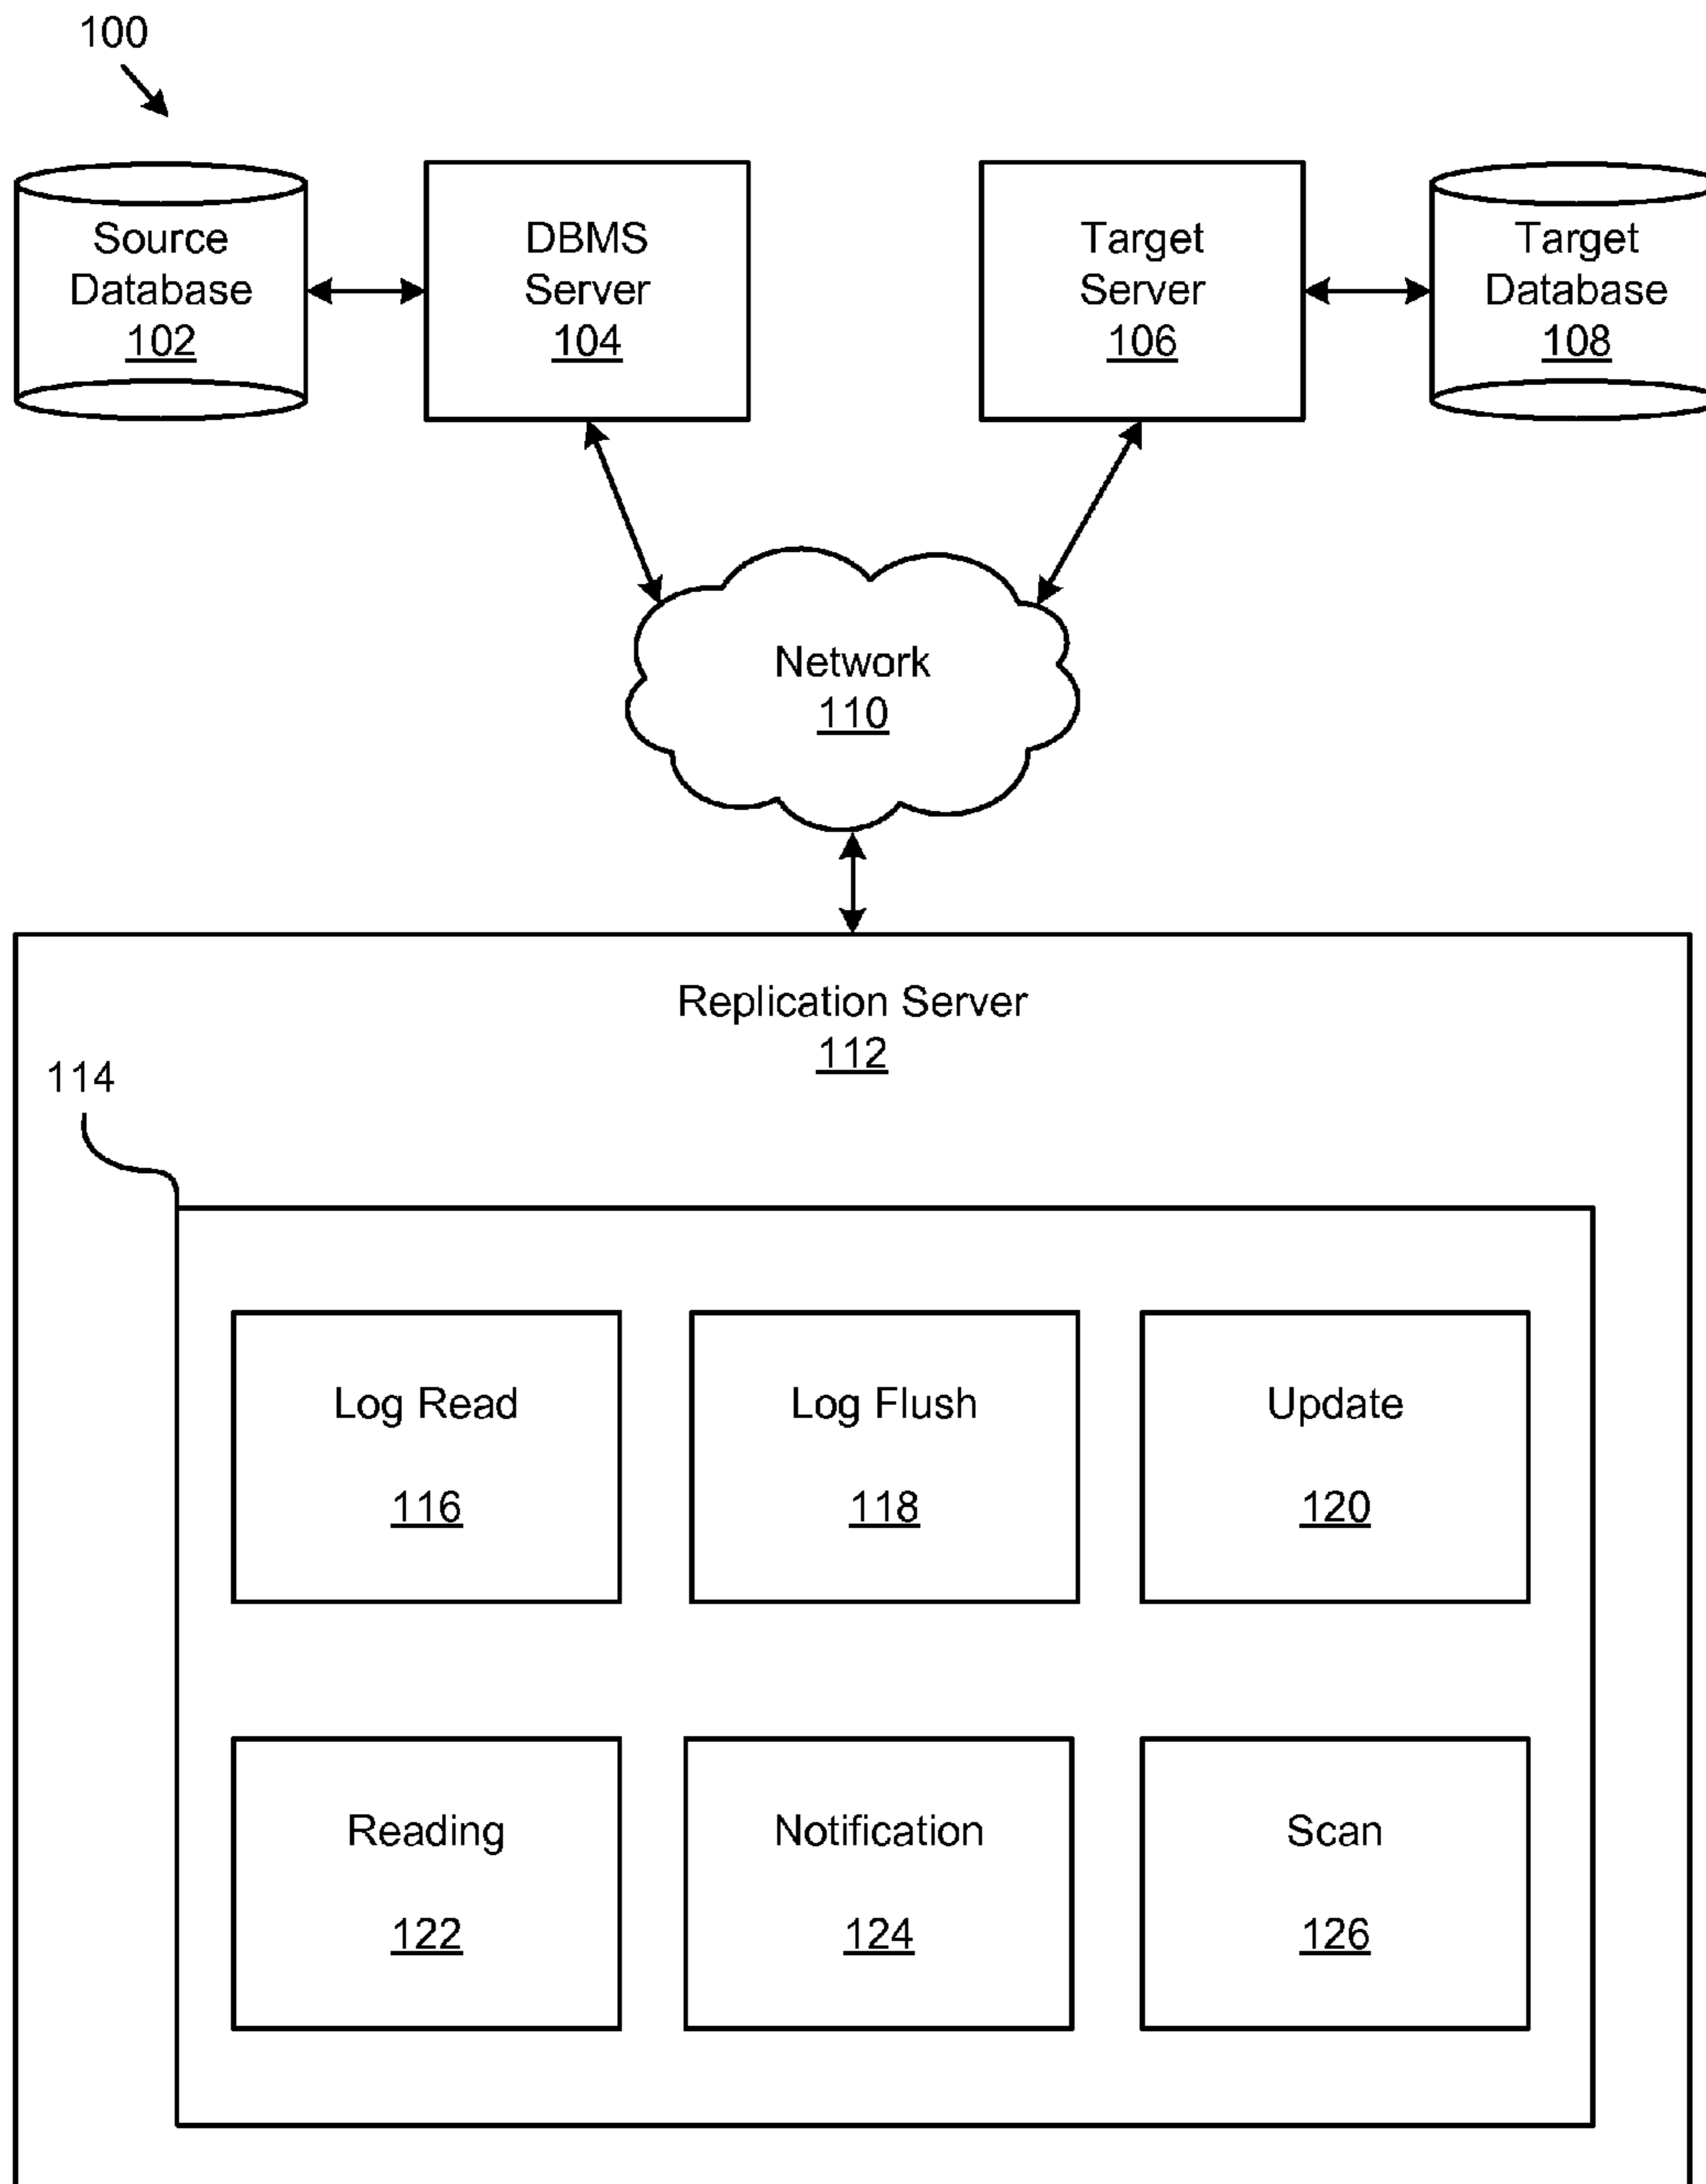 100
Source
Database
102
DBMS
Server
104
Target
Server
106
Target
Database
108
Network
110
Replication Server
112
114
Log Read
116
Log Flush
118
Update
120
Reading
122
Notification
124
Scan
126